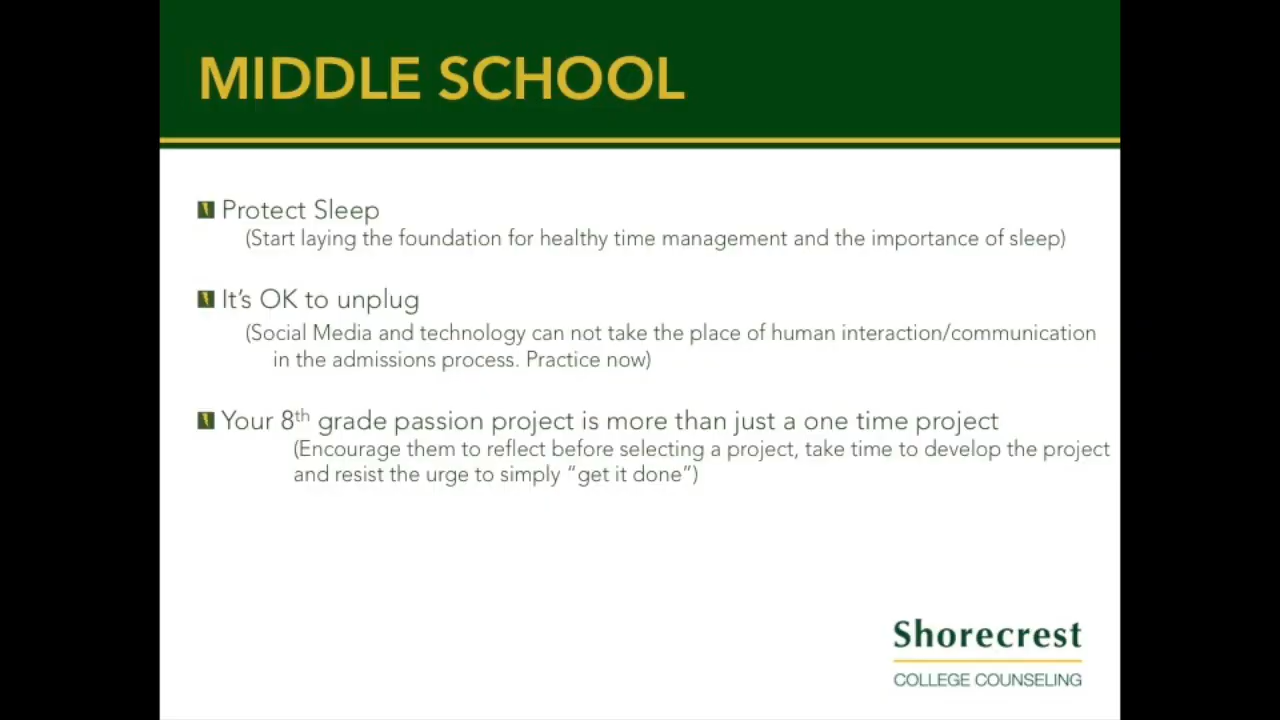 MIDDLE SCHOOL
Protect Sleep
(Start laying the foundation for healthy time management and the importance of sleep)
It’s OK to unplug
(Social Media and technology can not take the place of human interaction/communication
in the admissions process. Practice now)
Your 8th grade passion project is more than just a one time project
(Encourage them to reflect before selecting a project, take time to develop the project
and resist the urge to simply “get it done”)
Shorecrest
COLLEGE COUNSELING